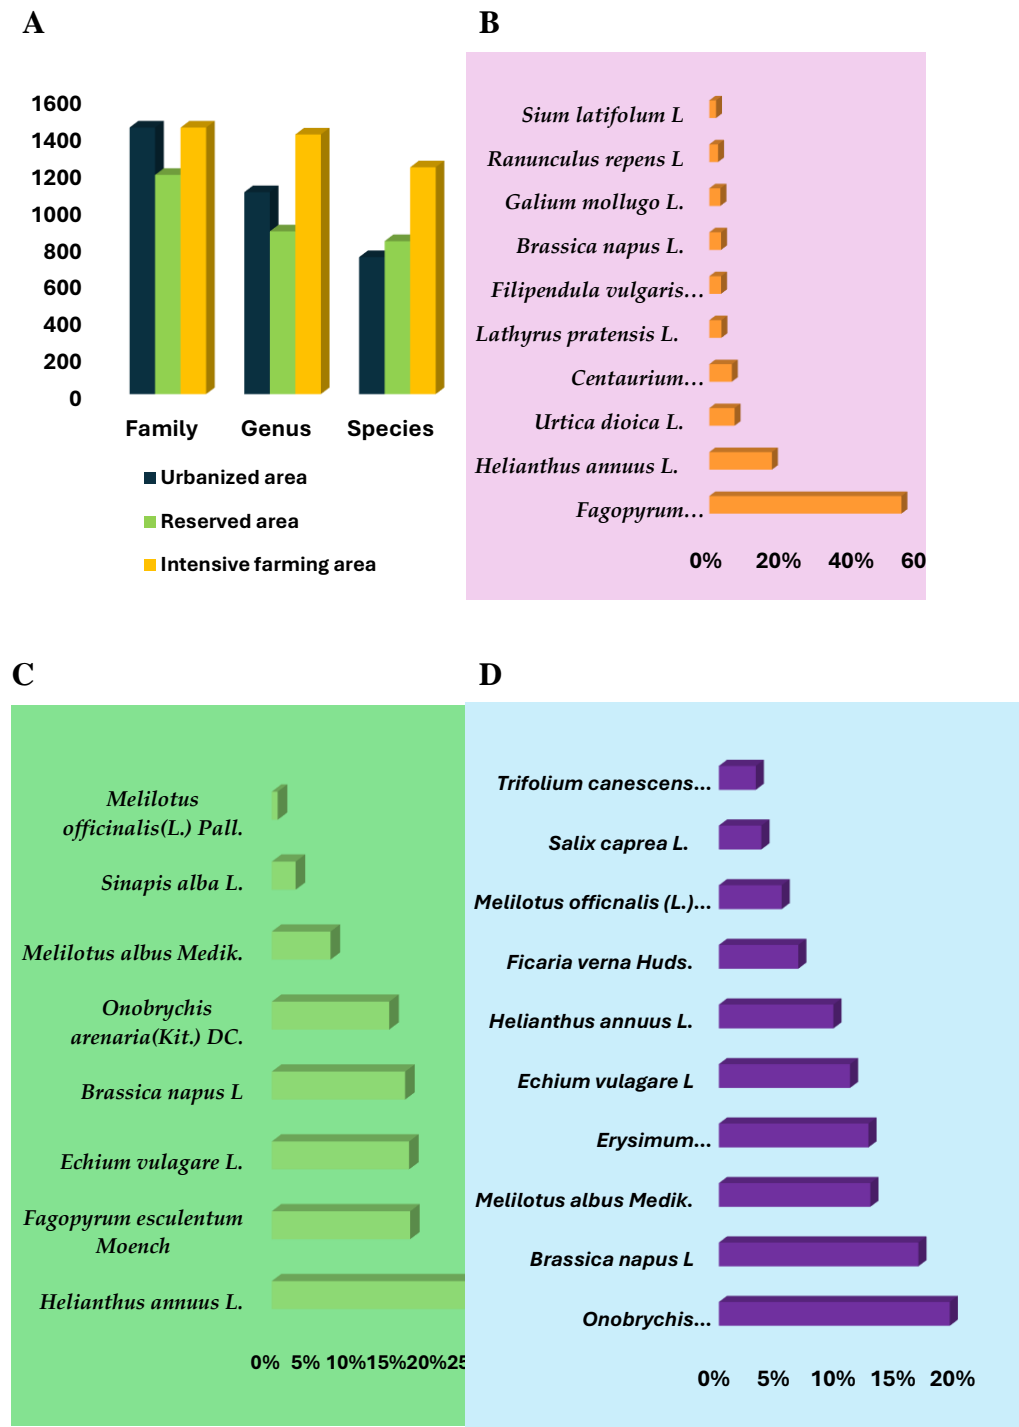 A
1600
1400
1200
1000
800
600
400
200
0
Family Genus Species
Urbanized area
Reserved area
Intensive farming area
B
Sium latifolum L
Ranunculus repens L
Galium mollugo L.
Brassica napus L.
Filipendula vulgaris…
Lathyrus pratensis L.
Centaurium…
Urtica dioica L.
Helianthus annuus L.
Fagopyrum…
0% 20% 40% 60
C
Melilotus
officinalis(L.) Pall.
Sinapis alba L.
Melilotus albus Medik.
Onobrychis
arenaria(Kit.) DC.
Brassica napus L
Echium vulagare L.
Fagopyrum esculentum
Moench
Helianthus annuus L.
0% 5% 10%15%20%25
D
Trifolium canescens…
Salix caprea L.
Melilotus officnalis (L.)…
Ficaria verna Huds.
Helianthus annuus L.
Echium vulagare L
Erysimum…
Melilotus albus Medik.
Brassica napus L
Onobrychis…
0% 5% 10% 15% 20%